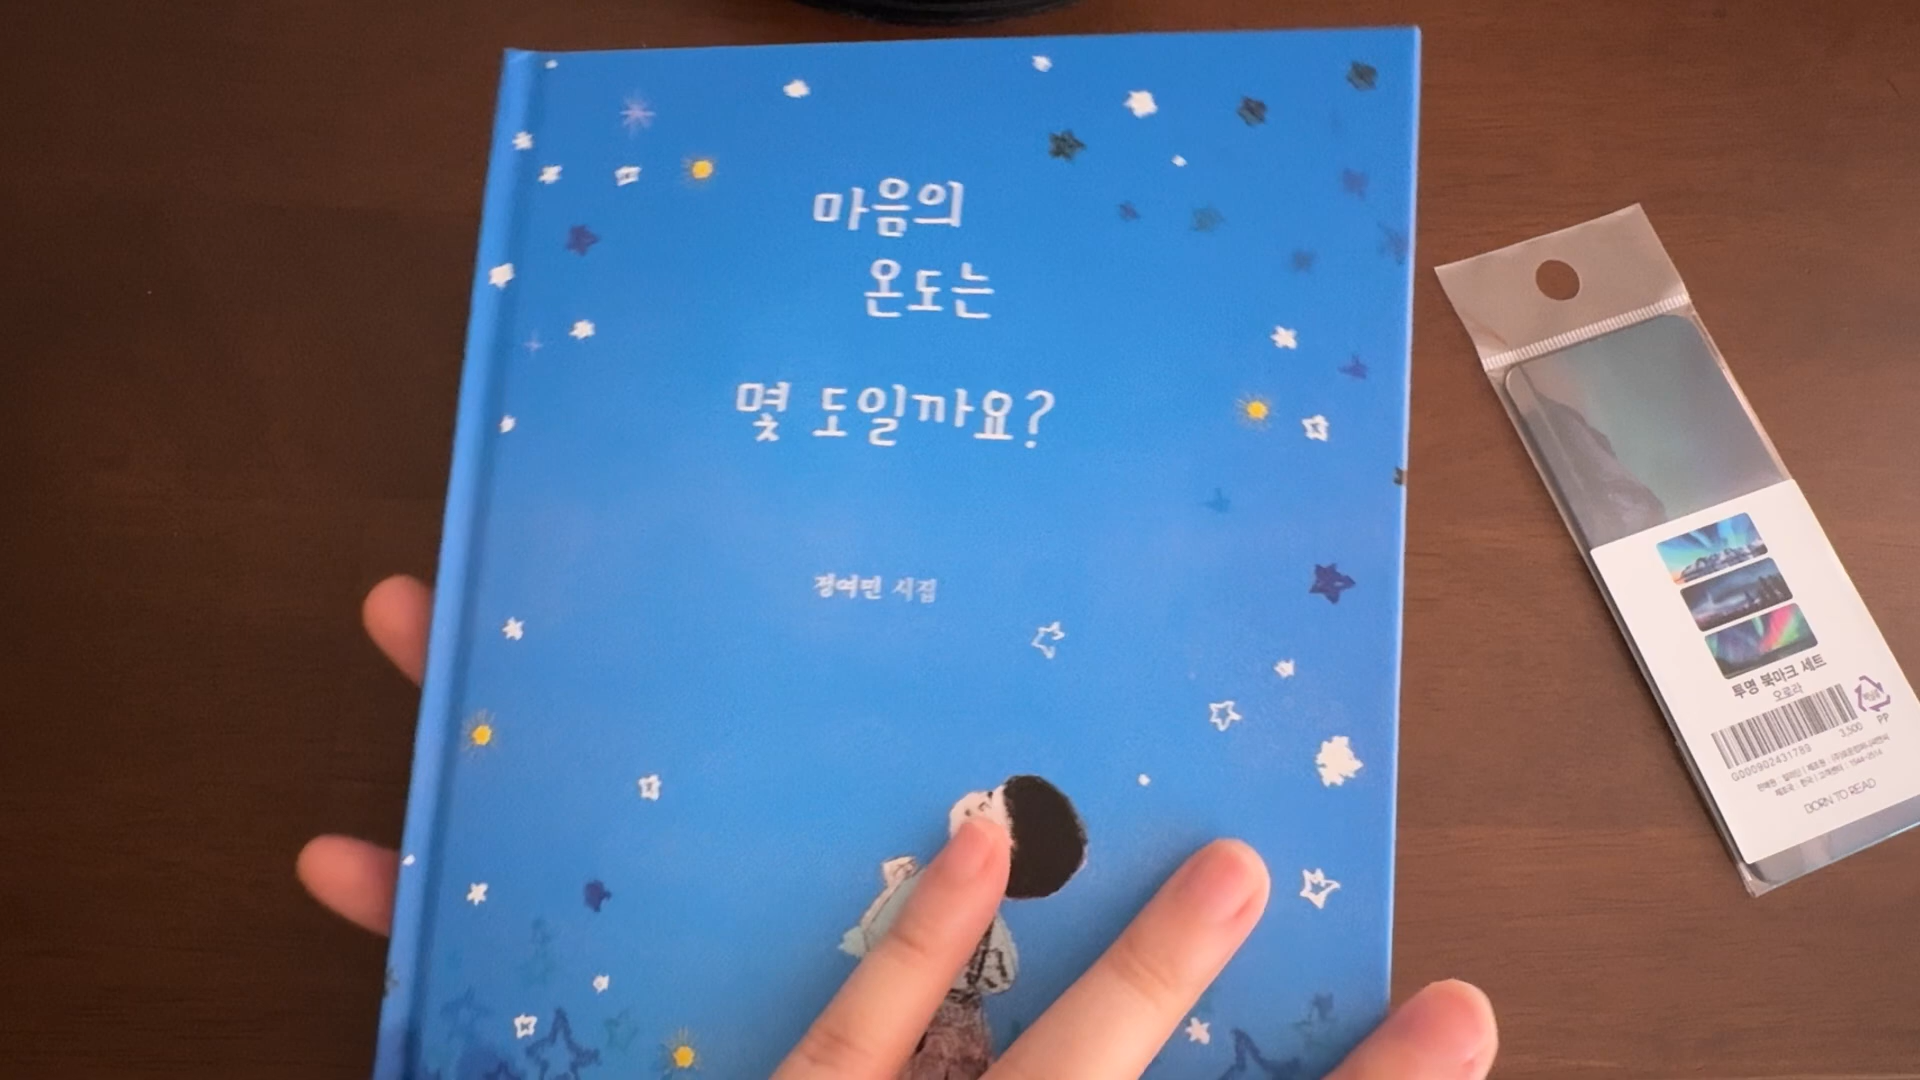 마음의
온도는
몇 도일까요?
정여민 시집
투명 북마크 세트
오로라
3,500
PP
G000902431789
BORN TO READ